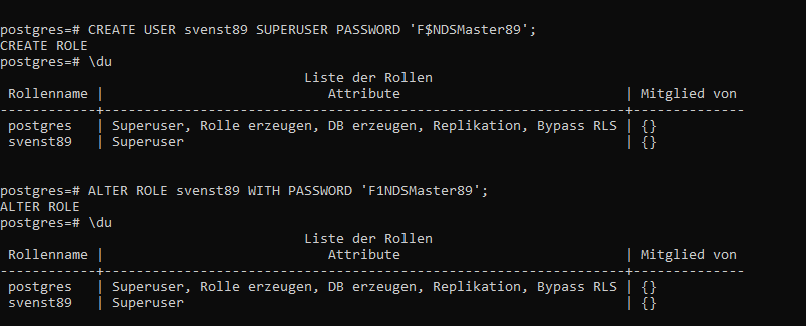 postgres=# CREATE USER svenst89 SUPERUSER PASSWORD 'F$NDSMaster89';
CREATE ROLE
postgres=# \du
                                     Liste der Rollen
 Rollenname |                            Attribute                            | Mitglied von
------------+----------------------------------------------------------------+--------------
 postgres   | Superuser, Rolle erzeugen, DB erzeugen, Replikation, Bypass RLS | {}
 svenst89   | Superuser                                                       | {}
postgres=# ALTER ROLE svenst89 WITH PASSWORD 'F1NDSMaster89';
ALTER ROLE
postgres=# \du
                                     Liste der Rollen
 Rollenname |                            Attribute                            | Mitglied von
------------+----------------------------------------------------------------+--------------
 postgres   | Superuser, Rolle erzeugen, DB erzeugen, Replikation, Bypass RLS | {}
 svenst89   | Superuser                                                       | {}